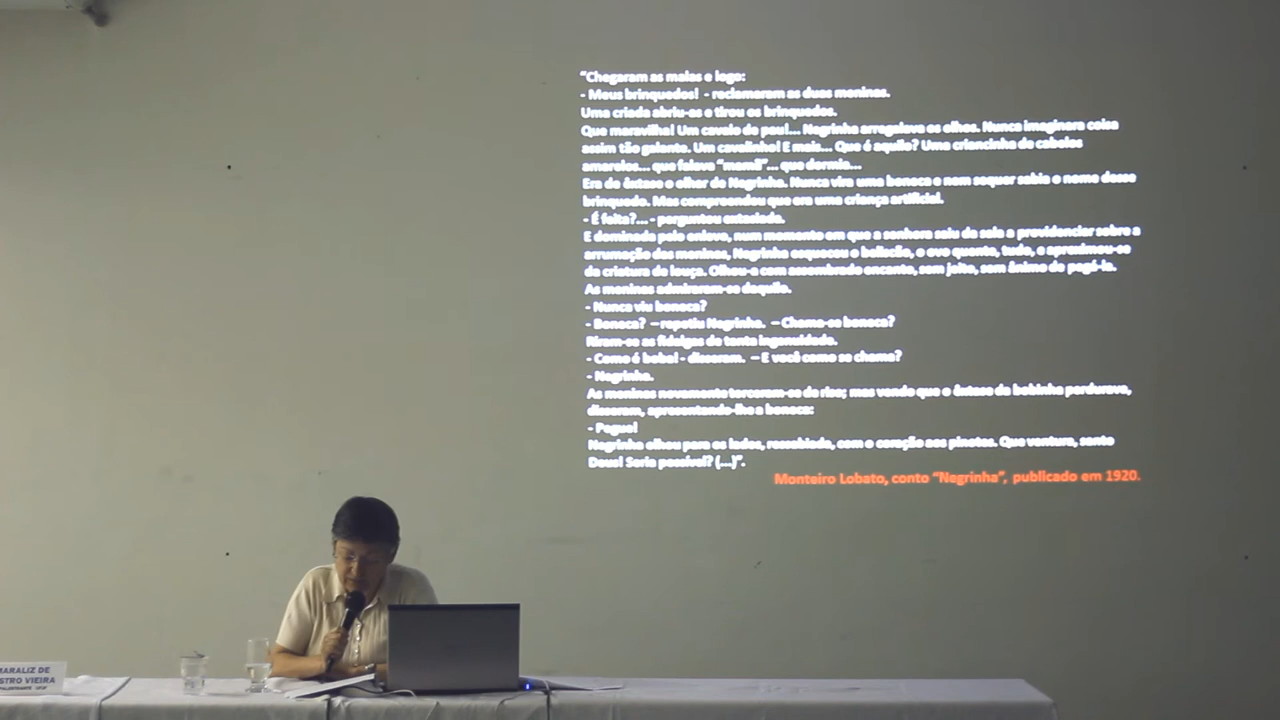 “Chegaram as malas e logo:
- Meus brinquedos! - reclamaram as duas meninas.
Uma criada abriu-as e tirou os brinquedos.
Que maravilha! Um cavalo de pau!... Negrinha arregalava os olhos. Nunca imaginara coisa
assim tão galante. Um cavalinho! E mais... Que é aquilo? Uma criancinha de cabelos
amarelos... que falava “mamã”... que dormia...
Era de êxtase o olhar de Negrinha. Nunca vira uma boneca e nem sequer sabia o nome desse
brinquedo. Mas compreendeu que era uma criança artificial.
- É feita?... - perguntou extasiada.
E dominada pelo enlevo, num momento em que a senhora saiu da sala a providenciar sobre a
arrumação das meninas, Negrinha esqueceu o beliscão, o ovo quente, tudo, e aproximou-se
da criatura de louça. Olhou-a com assombrado encanto, sem jeito, sem ânimo de pegá-la.
As meninas admiraram-se daquilo.
- Nunca viu boneca?
- Boneca? – repetiu Negrinha. – Chama-se boneca?
Riram-se as fidalgas de tanta ingenuidade.
- Como é boba! - disseram. – E você como se chama?
- Negrinha.
As meninas novamente torceram-se de riso; mas vendo que o êxtase da bobinha perdurava,
disseram, apresentando-lhe a boneca:
- Pegue!
Negrinha olhou para os lados, ressabiada, com o coração aos pinotes. Que ventura, santo
Deus! Seria possível? (...)”.
Monteiro Lobato, conto “Negrinha”, publicado em 1920.
MARALIZ DE
STRO VIEIRA